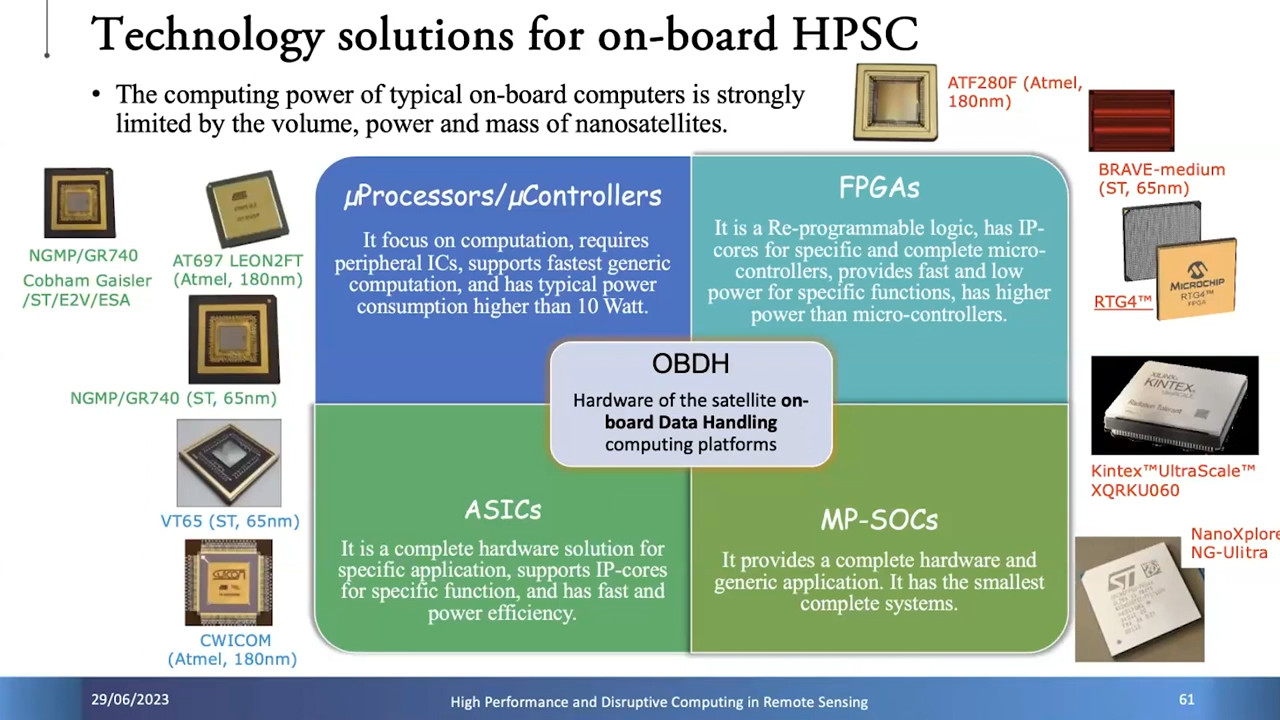 Technology solutions for on-board HPSC
• The computing power of typical on-board computers is strongly
limited by the volume, power and mass of nanosatellites.
ATF280F (Atmel,
180nm)
BRAVE-medium
(ST, 65nm)
NGMP/GR740
Cobham Gaisler
/ST/E2V/ESA
AT697 LEON2FT
(Atmel, 180nm)
NGMP/GR740 (ST, 65nm)
VT65 (ST, 65nm)
CWICOM
(Atmel, 180nm)
µProcessors/µControllers
It focus on computation, requires
peripheral ICs, supports fastest generic
computation, and has typical power
consumption higher than 10 Watt.
FPGAs
It is a Re-programmable logic, has IP-
cores for specific and complete micro-
controllers, provides fast and low
power for specific functions, has higher
power than micro-controllers.
OBDH
Hardware of the satellite on-
board Data Handling
computing platforms
ASICs
It is a complete hardware solution for
specific application, supports IP-cores
for specific function, and has fast and
power efficiency.
MP-SOCs
It provides a complete hardware and
generic application. It has the smallest
complete systems.
RTG4™
MICROCHIP
RTG4™
FPGA
XILINX
KINTEX
UltraSCALE
Radiation Tolerant
Kintex™UltraScale™
XQRKU060
NanoXplore
NG-Ulitra
ST
29/06/2023
High Performance and Disruptive Computing in Remote Sensing
61